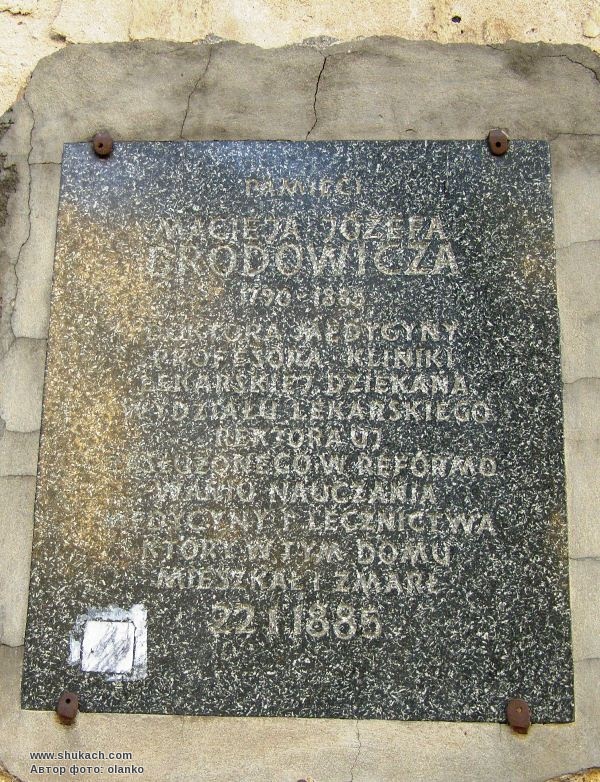 PAMIĘCI
MACIEJA JÓZEFA
BRODOWICZA
1790-1885
DOKTORA MEDYCYNY
PROFESORA KLINIKI
LEKARSKIEJ, DZIEKANA
WYDZIAŁU LEKARSKIEGO
REKTORA UJ
ZASŁUŻONEGO W REFORMO
WANIU NAUCZANIA
MEDYCYNY I LECZNICTWA
KTÓRY W TYM DOMU
MIESZKAŁ I ZMARŁ
22 I 1885
www.shukach.com
Автор фото: olanko